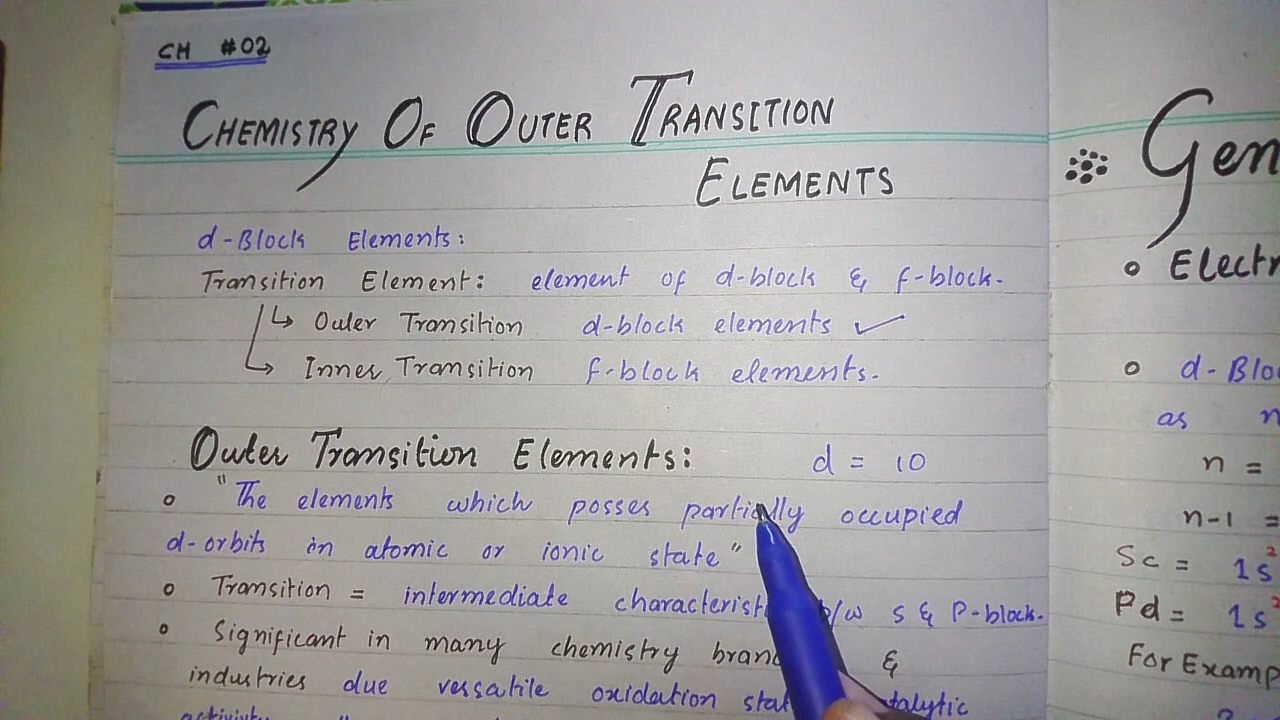 CH #02
CHEMISTRY OF OUTER TRANSITION
ELEMENTS
d-Block Elements:
Transition Element: element of d-block & f-block.
↳ Outer Transition d-block elements ✓
↳ Inner Transition f-block elements.
Outer Transition Elements: d = 10
"The elements which posses partially occupied
d-orbits in atomic or ionic state"
Transition = intermediate characterist b/w s & P-block.
Significant in many chemistry bran &
industries due versatile oxidation stat talytic
Gen
Electr
d-Blo
as n
n =
n-1 =
Sc = 1s²
Pd = 1s²
For Examp